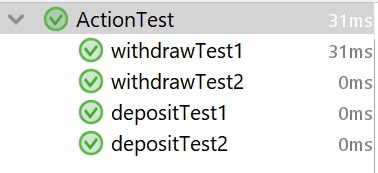 ActionTest 31ms
withdrawTest1 31ms
withdrawTest2 0ms
depositTest1 0ms
depositTest2 0ms